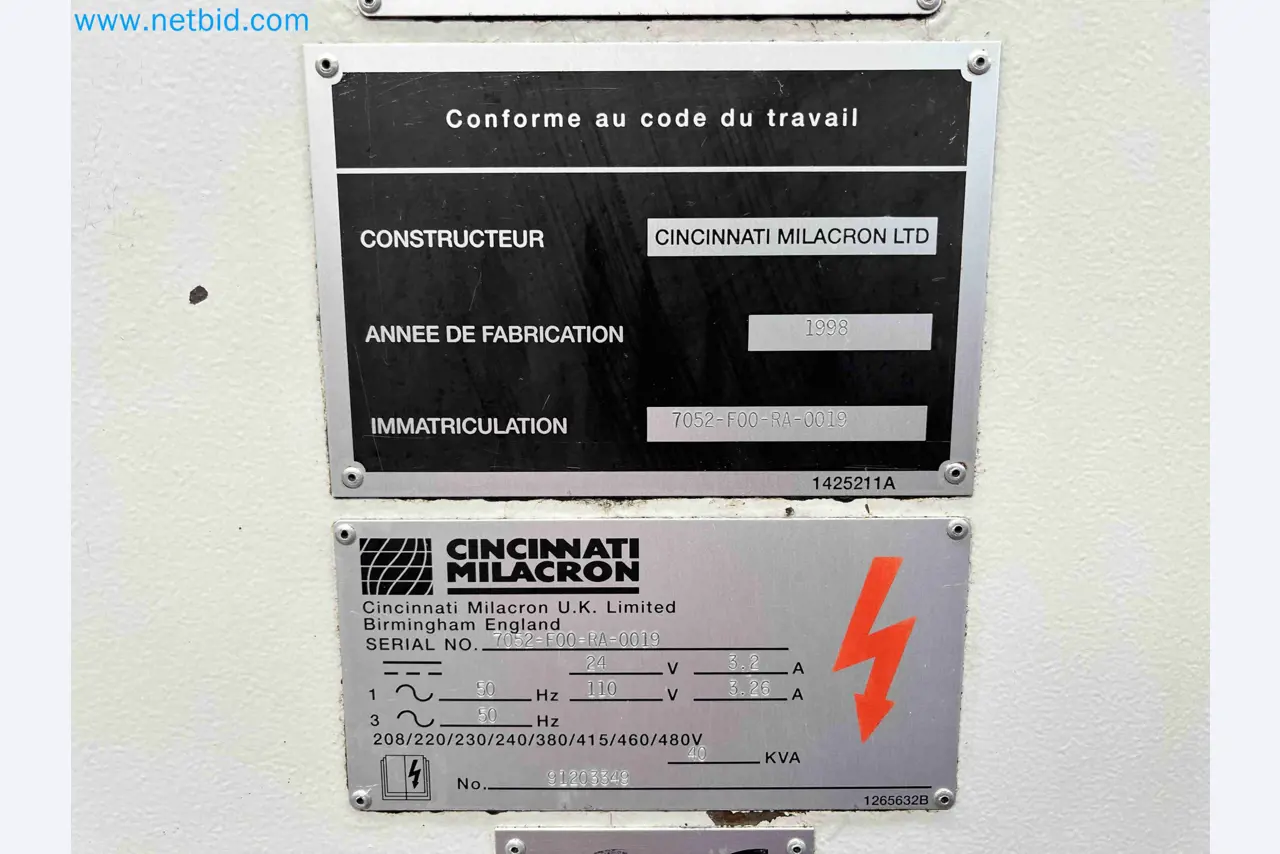 www.netbid.com
Conforme au code du travail
CONSTRUCTEUR CINCINNATI MILACRON LTD
ANNEE DE FABRICATION 1998
IMMATRICULATION 7052-F00-RA-0019
1425211A
CINCINNATI
MILACRON
Cincinnati Milacron U.K. Limited
Birmingham England
SERIAL NO. 7052-F00-RA-0019
24 V 3.2 A
1 50 Hz 110 V 3.26 A
3 50 Hz
208/220/230/240/380/415/460/480V
40 KVA
No. 91203349
1265632B